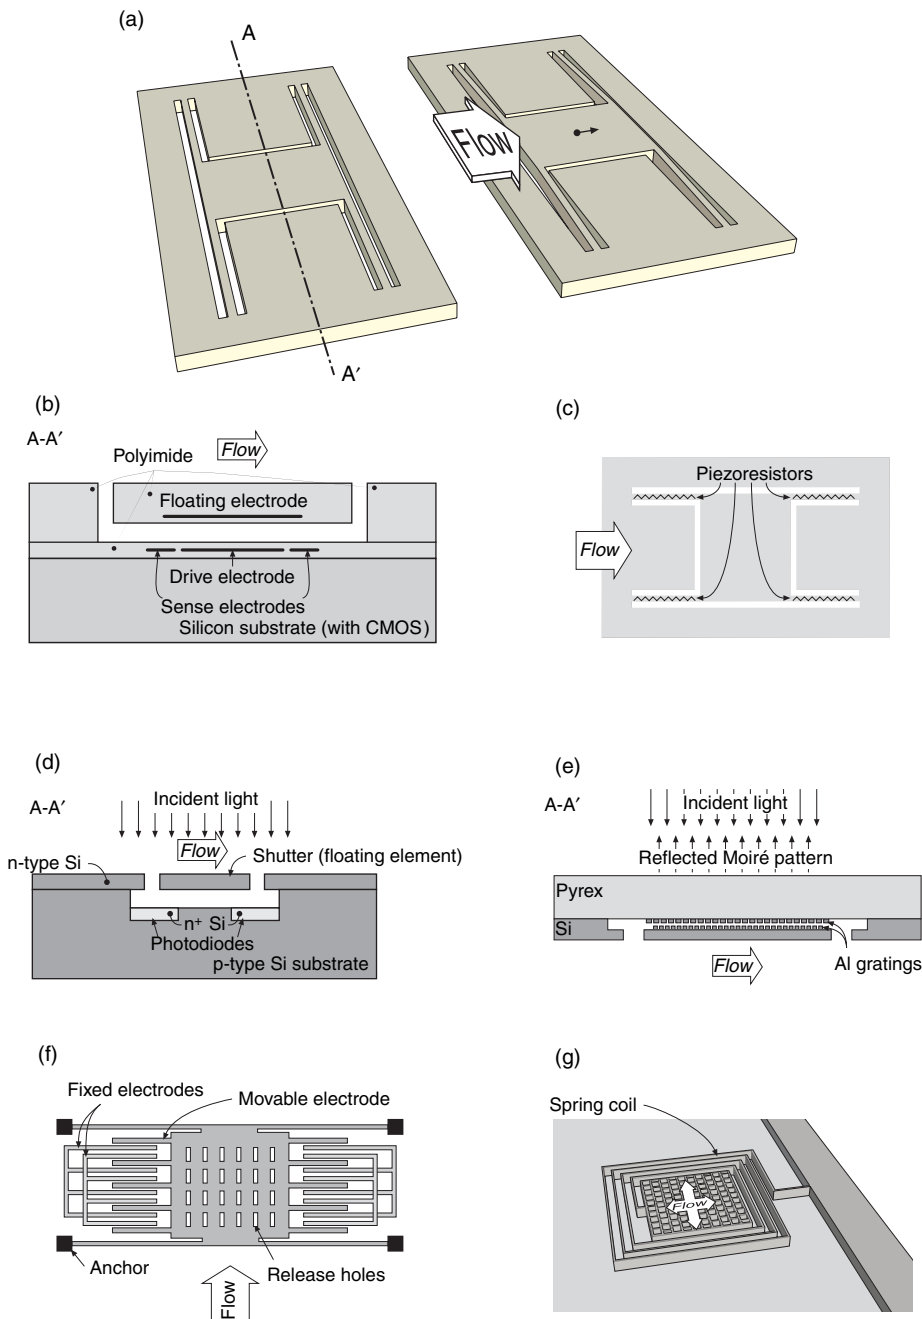 (a)
A
Flow
A′
(b)
A-A′
Flow
Polyimide
Floating electrode
Drive electrode
Sense electrodes
Silicon substrate (with CMOS)
(c)
Piezoresistors
Flow
(d)
A-A′
Incident light
Flow
n-type Si
Shutter (floating element)
n⁺ Si
Photodiodes
p-type Si substrate
(e)
A-A′
Incident light
Reflected Moiré pattern
Pyrex
Si
Flow
Al gratings
(f)
Fixed electrodes
Movable electrode
Anchor
Release holes
Flow
(g)
Spring coil
Flow